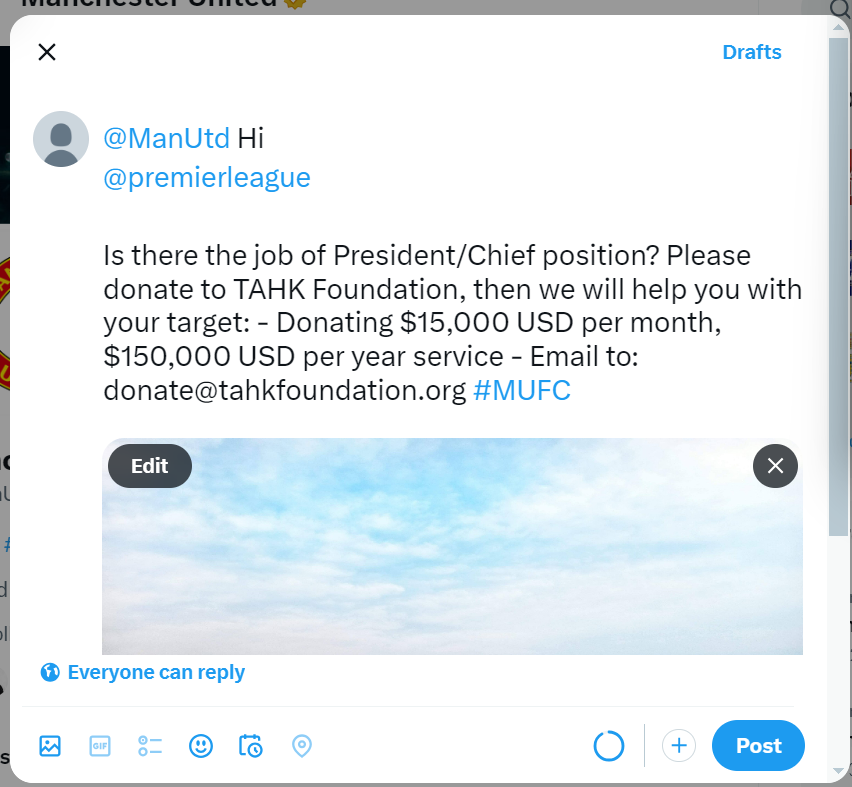 Manchester United
Drafts
@ManUtd Hi
@premierleague
Is there the job of President/Chief position? Please
donate to TAHK Foundation, then we will help you with
your target: - Donating $15,000 USD per month,
$150,000 USD per year service - Email to:
donate@tahkfoundation.org #MUFC
Edit
Everyone can reply
GIF
Post